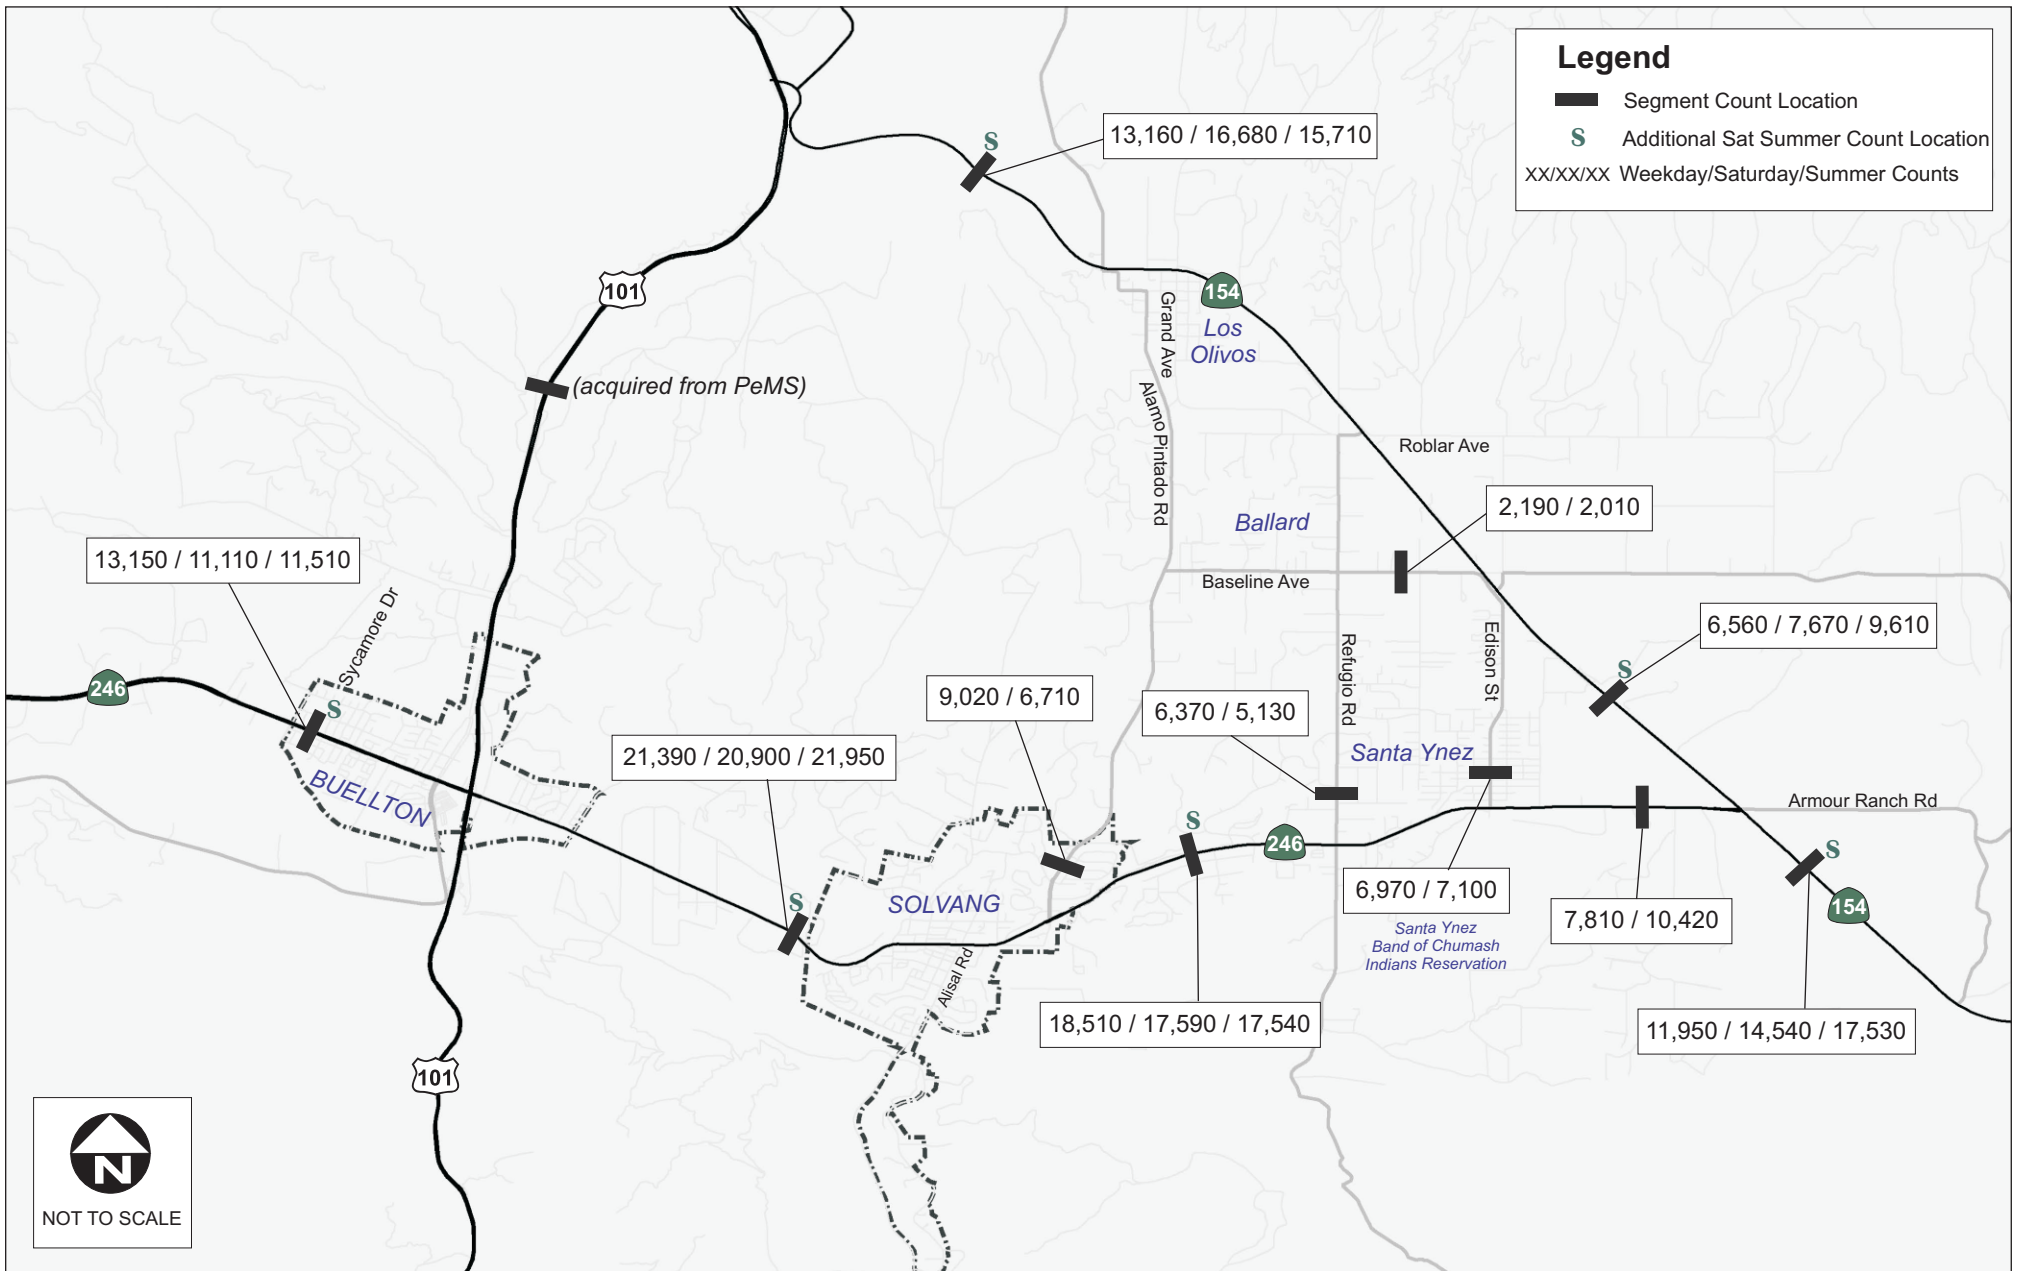 Legend
Segment Count Location
S Additional Sat Summer Count Location
XX/XX/XX Weekday/Saturday/Summer Counts
S
13,160 / 16,680 / 15,710
101
154
Grand Ave
Los
Olivos
(acquired from PeMS)
Alamo Pintado Rd
Roblar Ave
2,190 / 2,010
Ballard
13,150 / 11,110 / 11,510
Baseline Ave
Sycamore Dr
6,560 / 7,670 / 9,610
Refugio Rd
Edison St
S
246
S
9,020 / 6,710
6,370 / 5,130
21,390 / 20,900 / 21,950
Santa Ynez
BUELLTON
Armour Ranch Rd
S
246
S
6,970 / 7,100
S
SOLVANG
7,810 / 10,420
154
Santa Ynez
Band of Chumash
Indians Reservation
Alisal Rd
18,510 / 17,590 / 17,540
11,950 / 14,540 / 17,530
101
N
NOT TO SCALE